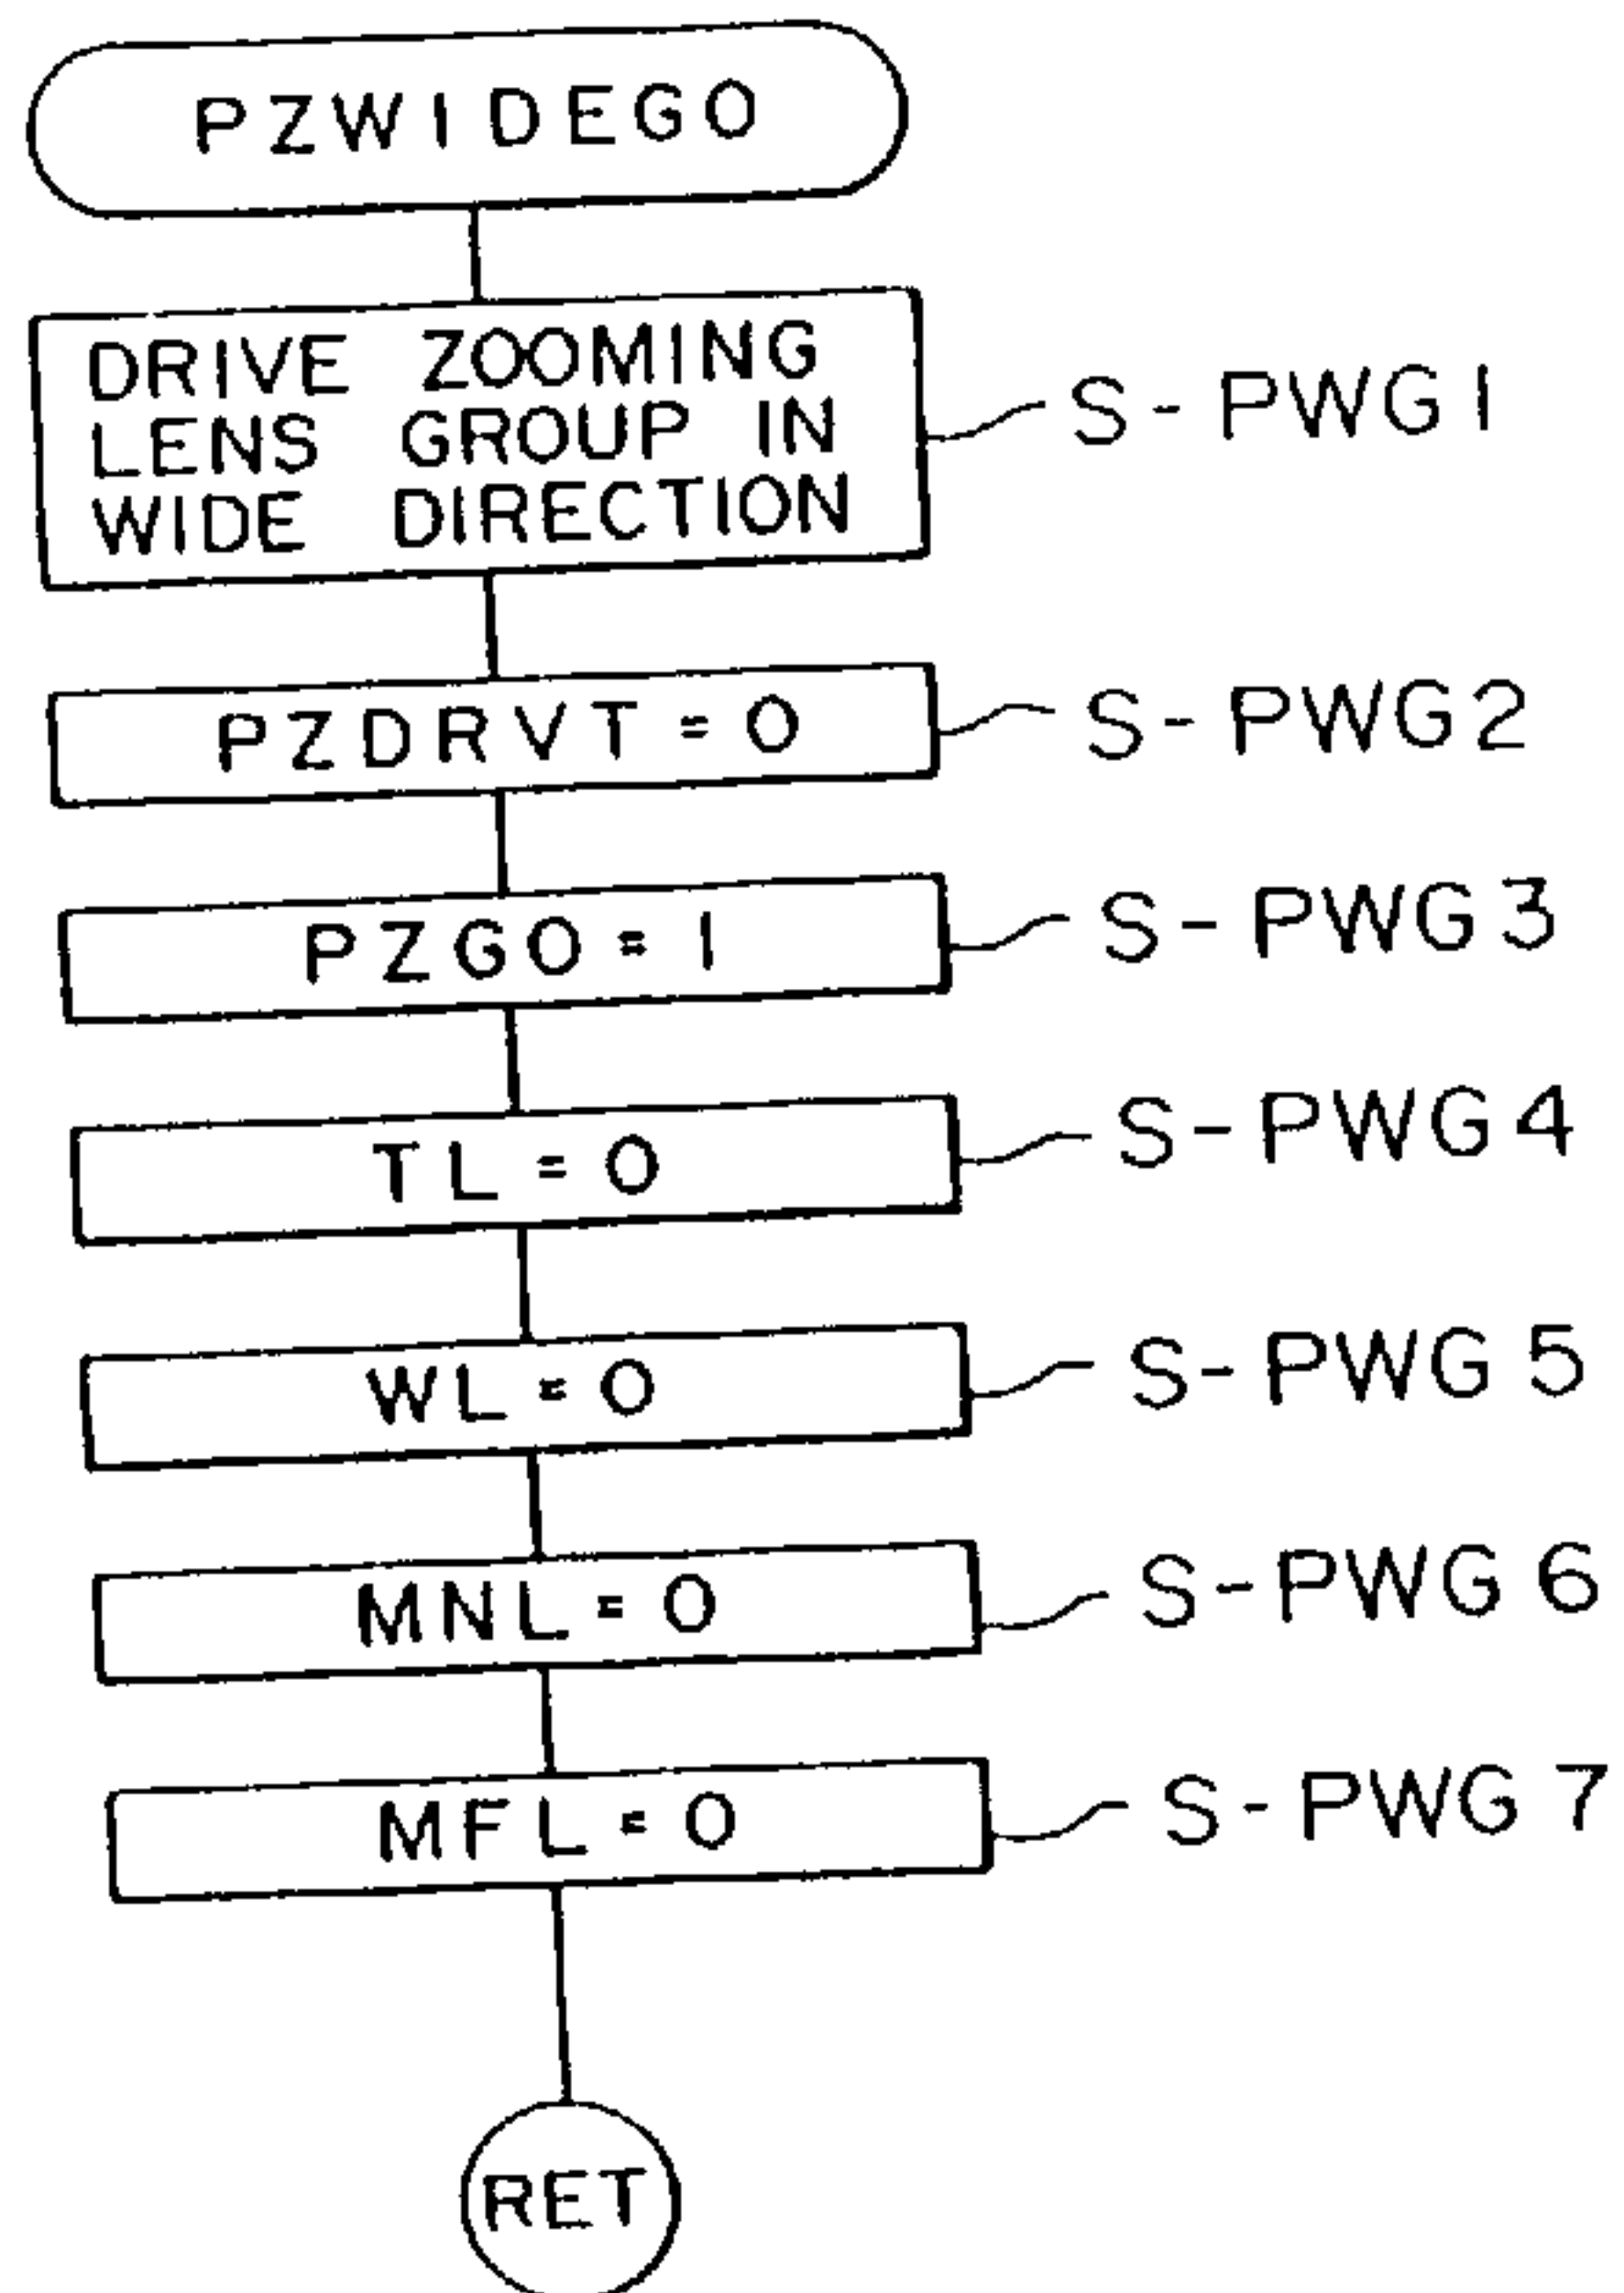 PZWIDEGO
DRIVE ZOOMING
LENS GROUP IN
WIDE DIRECTION
S-PWG1
PZDRVT=0
S-PWG2
PZGO=1
S-PWG3
TL=0
S-PWG4
WL=0
S-PWG5
MNL=0
S-PWG6
MFL=0
S-PWG7
RET